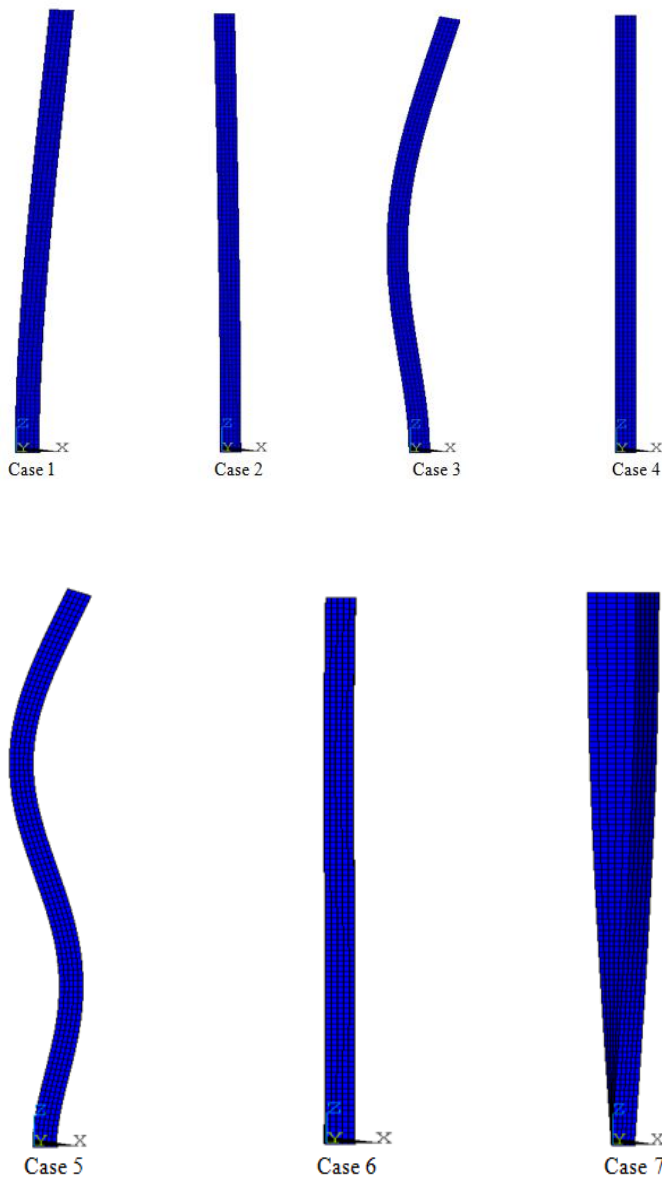 Z
Y X
Case 1
Z
Y X
Case 2
Z
Y X
Case 3
Z
Y X
Case 4
Z
Y X
Case 5
Z
Y X
Case 6
Z
Y X
Case 7